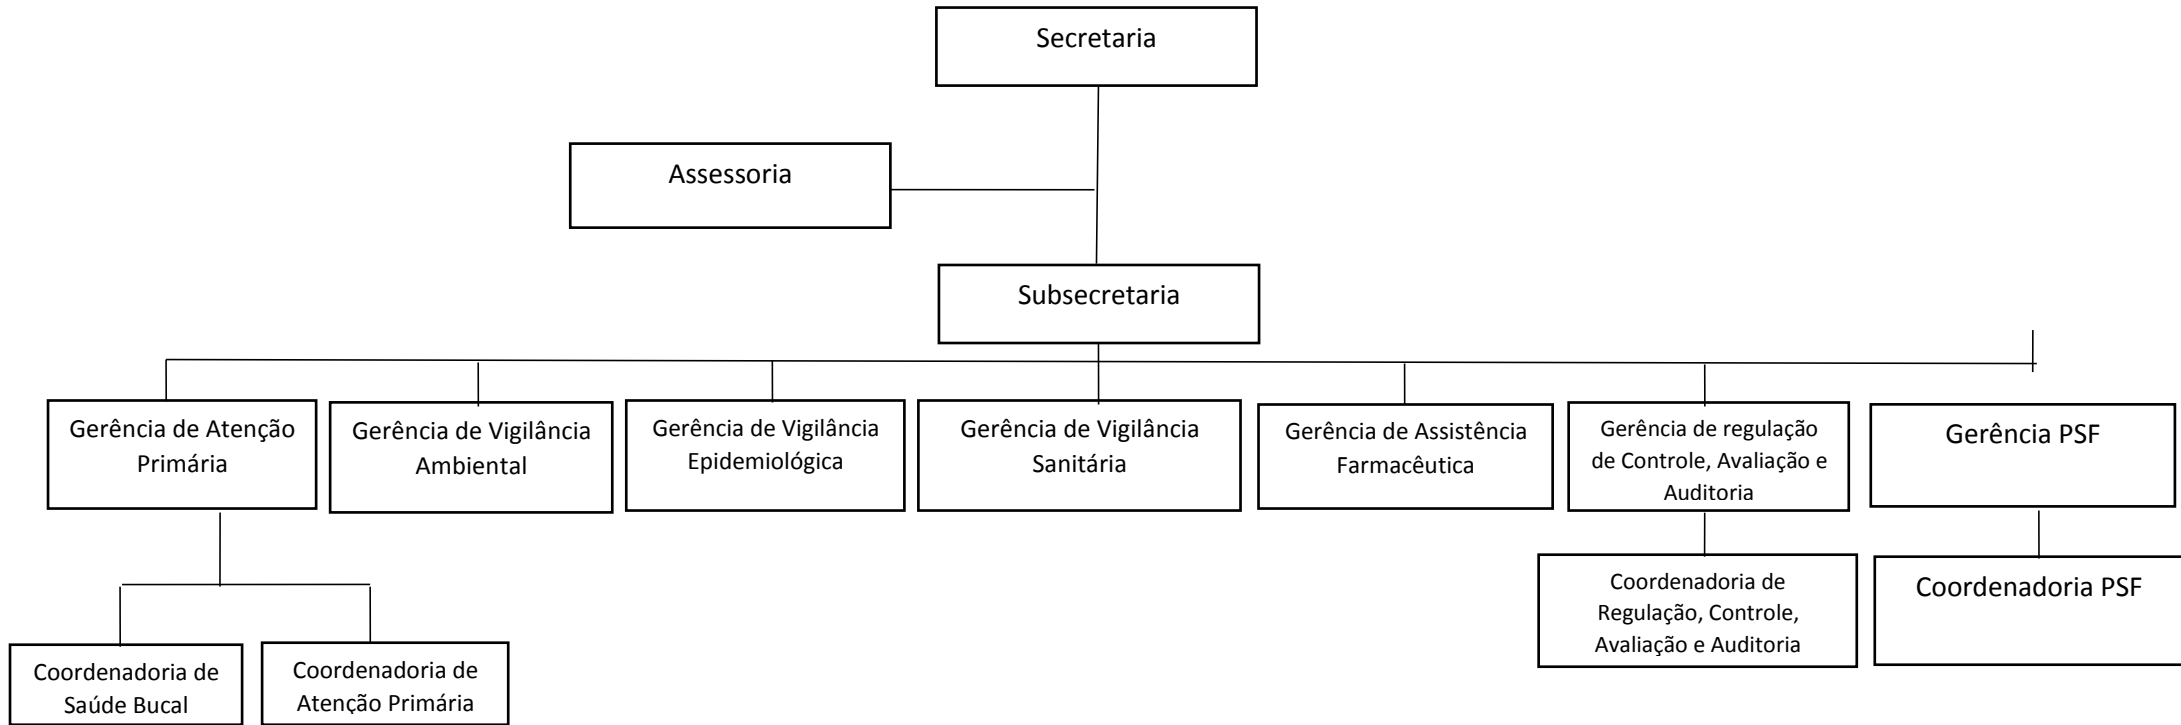 Secretaria
Assessoria
Subsecretaria
Gerência de Atenção
Primária
Gerência de Vigilância
Ambiental
Gerência de Vigilância
Epidemiológica
Gerência de Vigilância
Sanitária
Gerência de Assistência
Farmacêutica
Gerência de regulação
de Controle, Avaliação e
Auditoria
Gerência PSF
Coordenadoria de
Regulação, Controle,
Avaliação e Auditoria
Coordenadoria PSF
Coordenadoria de
Saúde Bucal
Coordenadoria de
Atenção Primária